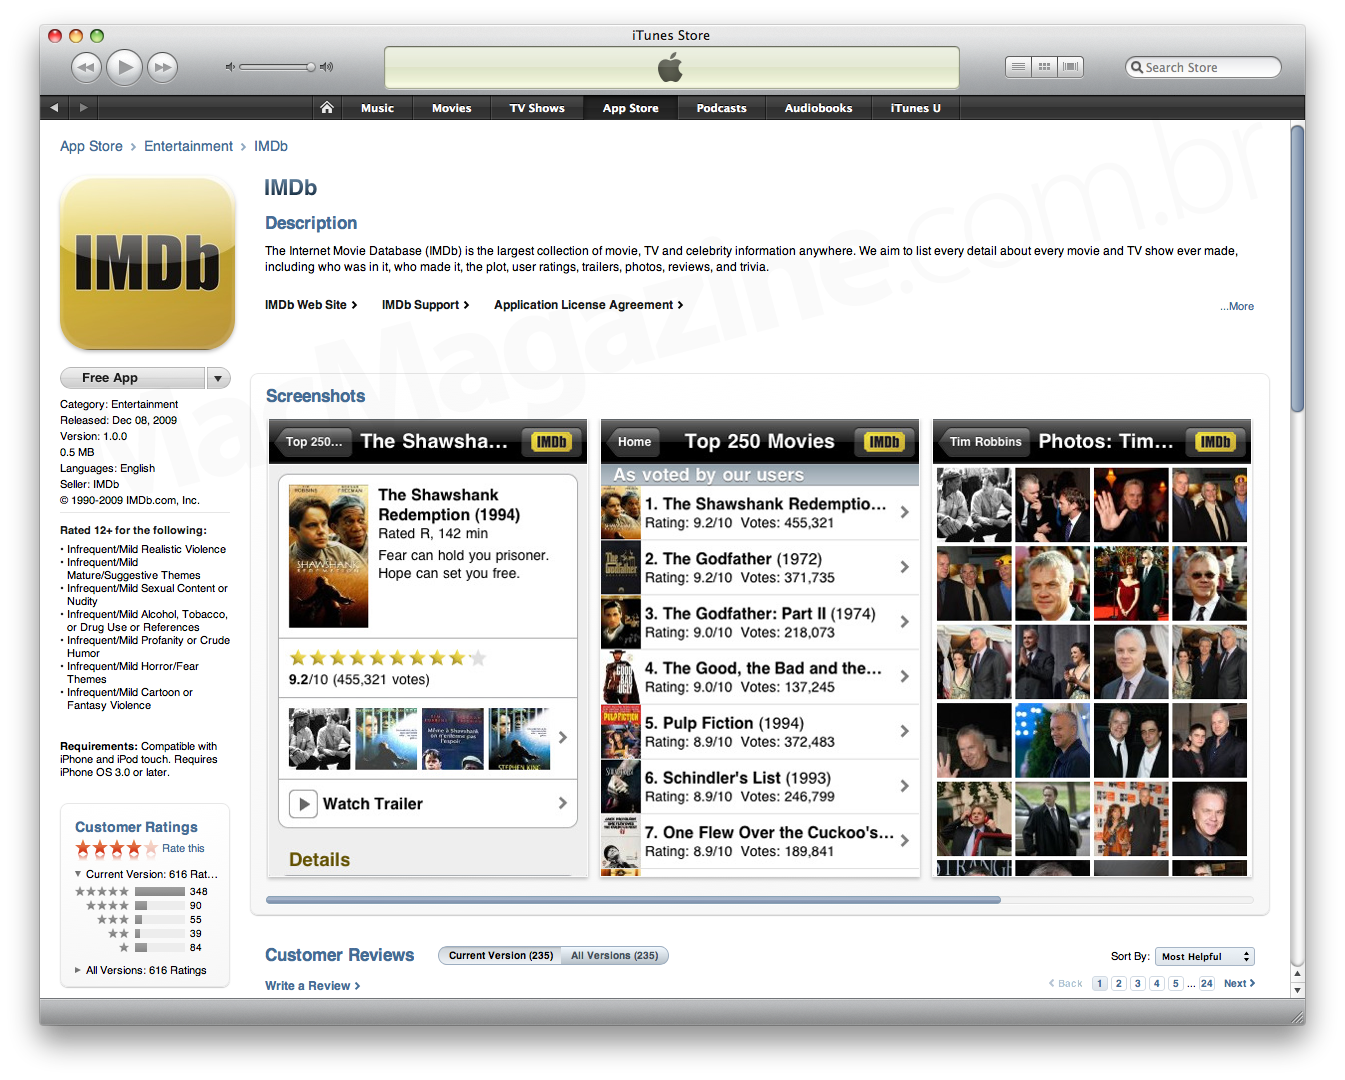 iTunes Store
Search Store
Music Movies TV Shows App Store Podcasts Audiobooks iTunes U
App Store > Entertainment > IMDb
IMDb
IMDb
Description
The Internet Movie Database (IMDb) is the largest collection of movie, TV and celebrity information anywhere. We aim to list every detail about every movie and TV show ever made,
including who was in it, who made it, the plot, user ratings, trailers, photos, reviews, and trivia.
IMDb Web Site > IMDb Support > Application License Agreement >
...More
MacMagazine.com.br
Free App
Category: Entertainment
Released: Dec 08, 2009
Version: 1.0.0
0.5 MB
Languages: English
Seller: IMDb
© 1990-2009 IMDb.com, Inc.
Rated 12+ for the following:
• Infrequent/Mild Realistic Violence
• Infrequent/Mild
Mature/Suggestive Themes
• Infrequent/Mild Sexual Content or
Nudity
• Infrequent/Mild Alcohol, Tobacco,
or Drug Use or References
• Infrequent/Mild Profanity or Crude
Humor
• Infrequent/Mild Horror/Fear
Themes
• Infrequent/Mild Cartoon or
Fantasy Violence
Requirements: Compatible with
iPhone and iPod touch. Requires
iPhone OS 3.0 or later.
Customer Ratings
Rate this
Current Version: 616 Rat...
348
90
55
39
84
All Versions: 616 Ratings
Screenshots
Top 250... The Shawsha... IMDb
The Shawshank
Redemption (1994)
Rated R, 142 min
Fear can hold you prisoner.
Hope can set you free.
SHAWSHANK
9.2/10 (455,321 votes)
Même à Shawshank
on n'enferme pas
l'espoir.
STEPHEN KING
Watch Trailer
Details
Home Top 250 Movies IMDb
As voted by our users
1. The Shawshank Redemptio...
Rating: 9.2/10 Votes: 455,321
2. The Godfather (1972)
Rating: 9.2/10 Votes: 371,735
3. The Godfather: Part II (1974)
Rating: 9.0/10 Votes: 218,073
4. The Good, the Bad and the...
Rating: 9.0/10 Votes: 137,245
5. Pulp Fiction (1994)
Rating: 8.9/10 Votes: 372,483
6. Schindler's List (1993)
Rating: 8.9/10 Votes: 246,799
7. One Flew Over the Cuckoo's...
Rating: 8.9/10 Votes: 189,841
Tim Robbins Photos: Tim... IMDb
Customer Reviews
Current Version (235) All Versions (235)
Sort By: Most Helpful
Write a Review >
< Back 1 2 3 4 5 ... 24 Next >